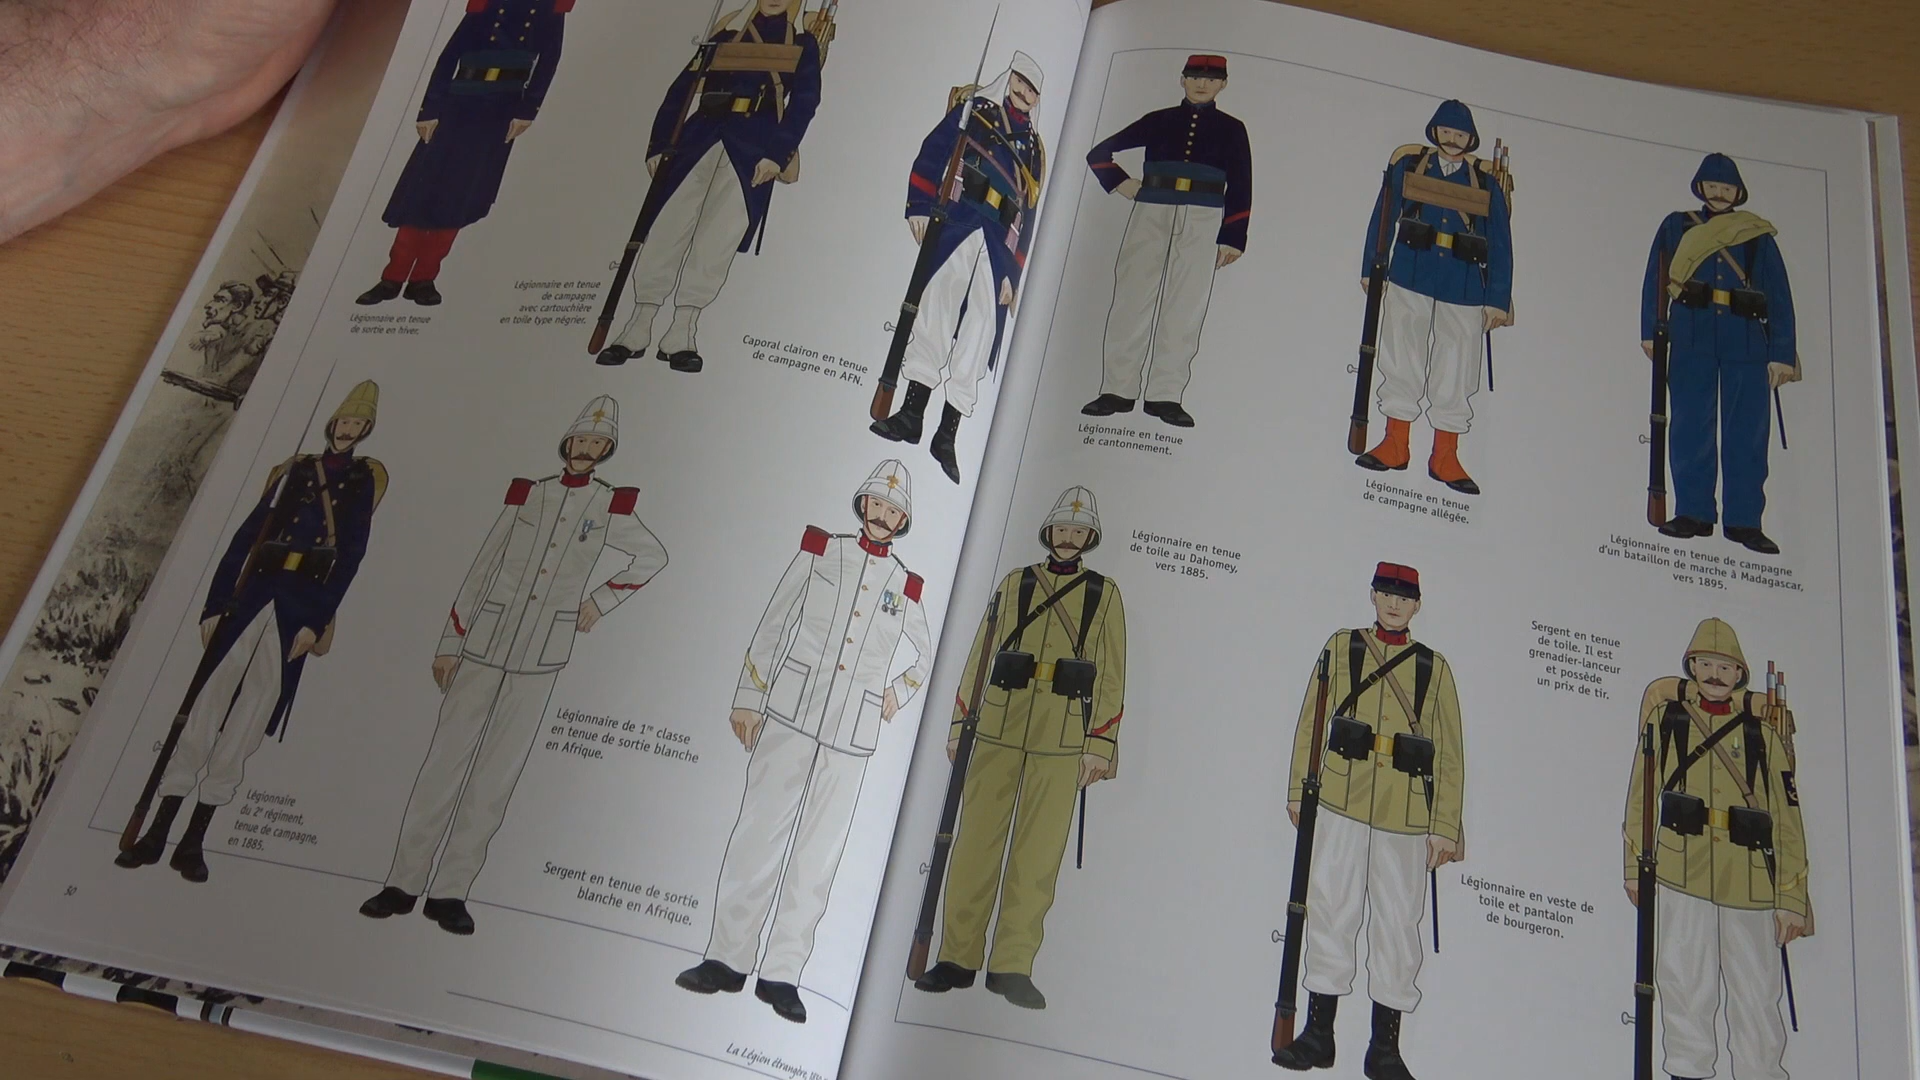 Légionnaire en tenue
de sortie en hiver.
Légionnaire en tenue
de campagne
avec cartouchière
en toile type négrier.
Caporal clairon en tenue
de campagne en AFN.
Légionnaire
du 2e régiment,
tenue de campagne,
en 1885.
Légionnaire de 1re classe
en tenue de sortie blanche
en Afrique.
Sergent en tenue de sortie
blanche en Afrique.
30
La Légion étrangère,
Légionnaire en tenue
de cantonnement.
Légionnaire en tenue
de campagne allégée.
Légionnaire en tenue de campagne
d'un bataillon de marche à Madagascar,
vers 1895.
Légionnaire en tenue
de toile au Dahomey,
vers 1885.
Sergent en tenue
de toile. Il est
grenadier-lanceur
et possède
un prix de tir.
Légionnaire en veste de
toile et pantalon
de bourgeron.